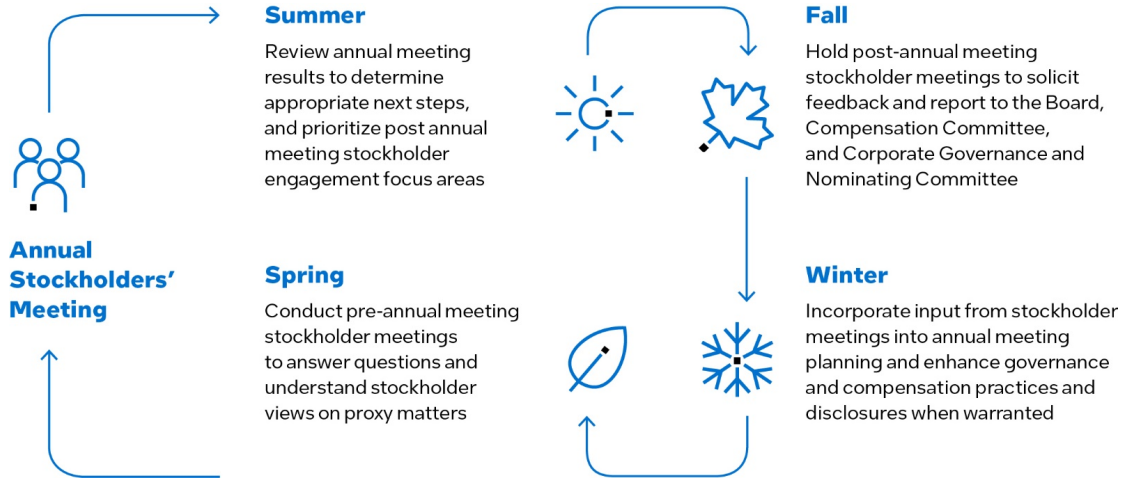 Summer
Review annual meeting
results to determine
appropriate next steps,
and prioritize post annual
meeting stockholder
engagement focus areas
Fall
Hold post-annual meeting
stockholder meetings to solicit
feedback and report to the Board,
Compensation Committee,
and Corporate Governance and
Nominating Committee
Annual
Stockholders’
Meeting
Spring
Conduct pre-annual meeting
stockholder meetings
to answer questions and
understand stockholder
views on proxy matters
Winter
Incorporate input from stockholder
meetings into annual meeting
planning and enhance governance
and compensation practices and
disclosures when warranted